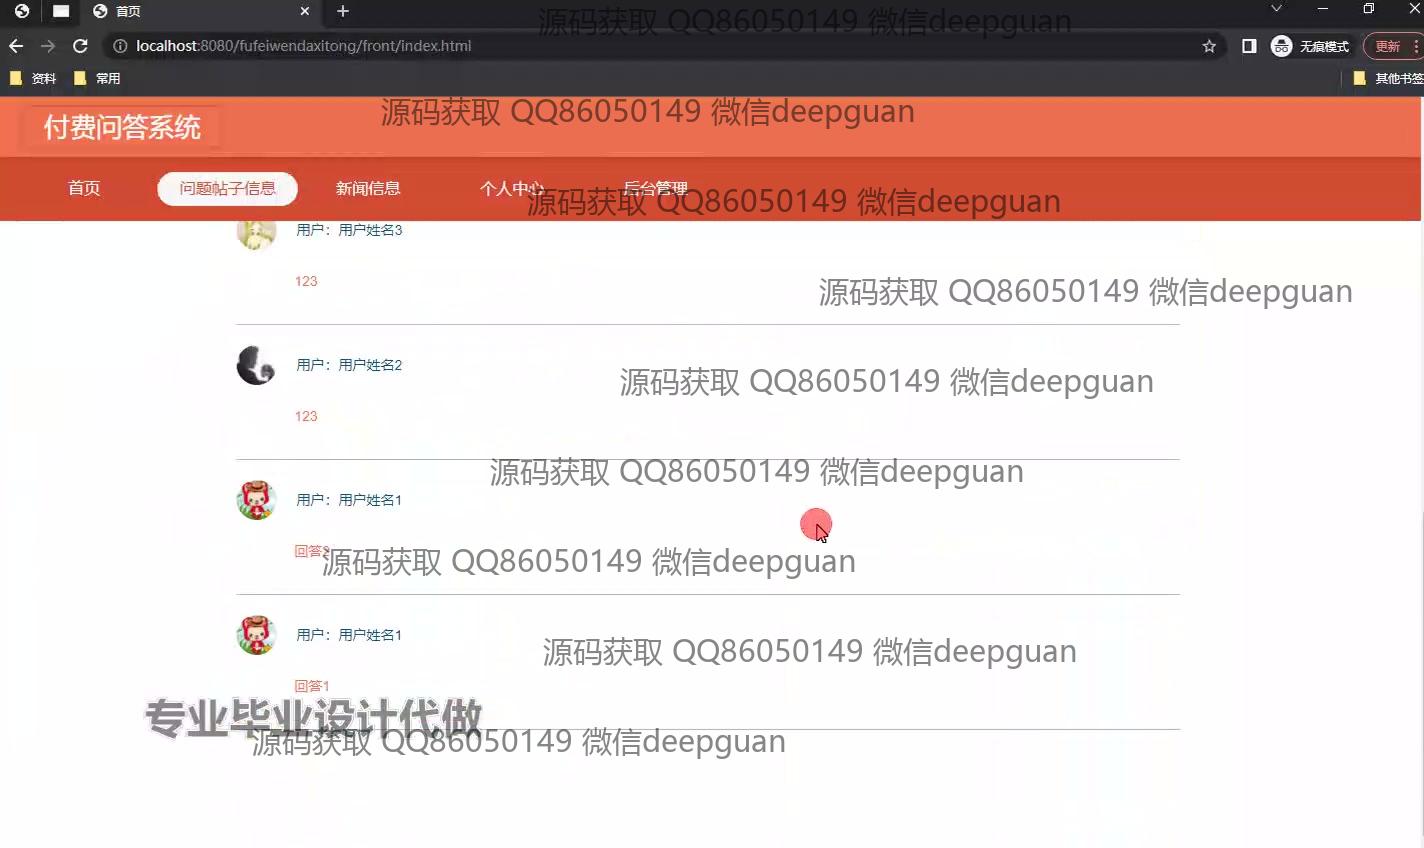 首页
源码获取 QQ86050149 微信deepguan
localhost:8080/fufeiwendaxitong/front/index.html
无痕模式
更新
资料
常用
其他书签
付费问答系统
源码获取 QQ86050149 微信deepguan
首页
问题帖子信息
新闻信息
个人中心
后台管理
源码获取 QQ86050149 微信deepguan
用户：用户姓名3
123
源码获取 QQ86050149 微信deepguan
用户：用户姓名2
源码获取 QQ86050149 微信deepguan
123
源码获取 QQ86050149 微信deepguan
用户：用户姓名1
回答2
源码获取 QQ86050149 微信deepguan
用户：用户姓名1
源码获取 QQ86050149 微信deepguan
回答1
专业毕业设计代做
源码获取 QQ86050149 微信deepguan